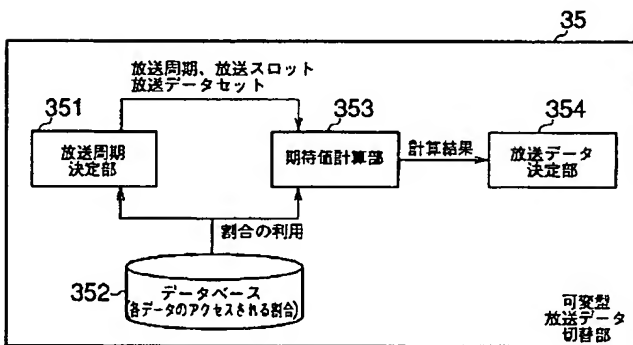 35
放送周期、放送スロット
放送データセット
351
353
354
放送周期
決定部
期待値計算部
計算結果
放送データ
決定部
割合の利用
352
データベース
(各データのアクセスされる割合)
可変型
放送データ
切替部